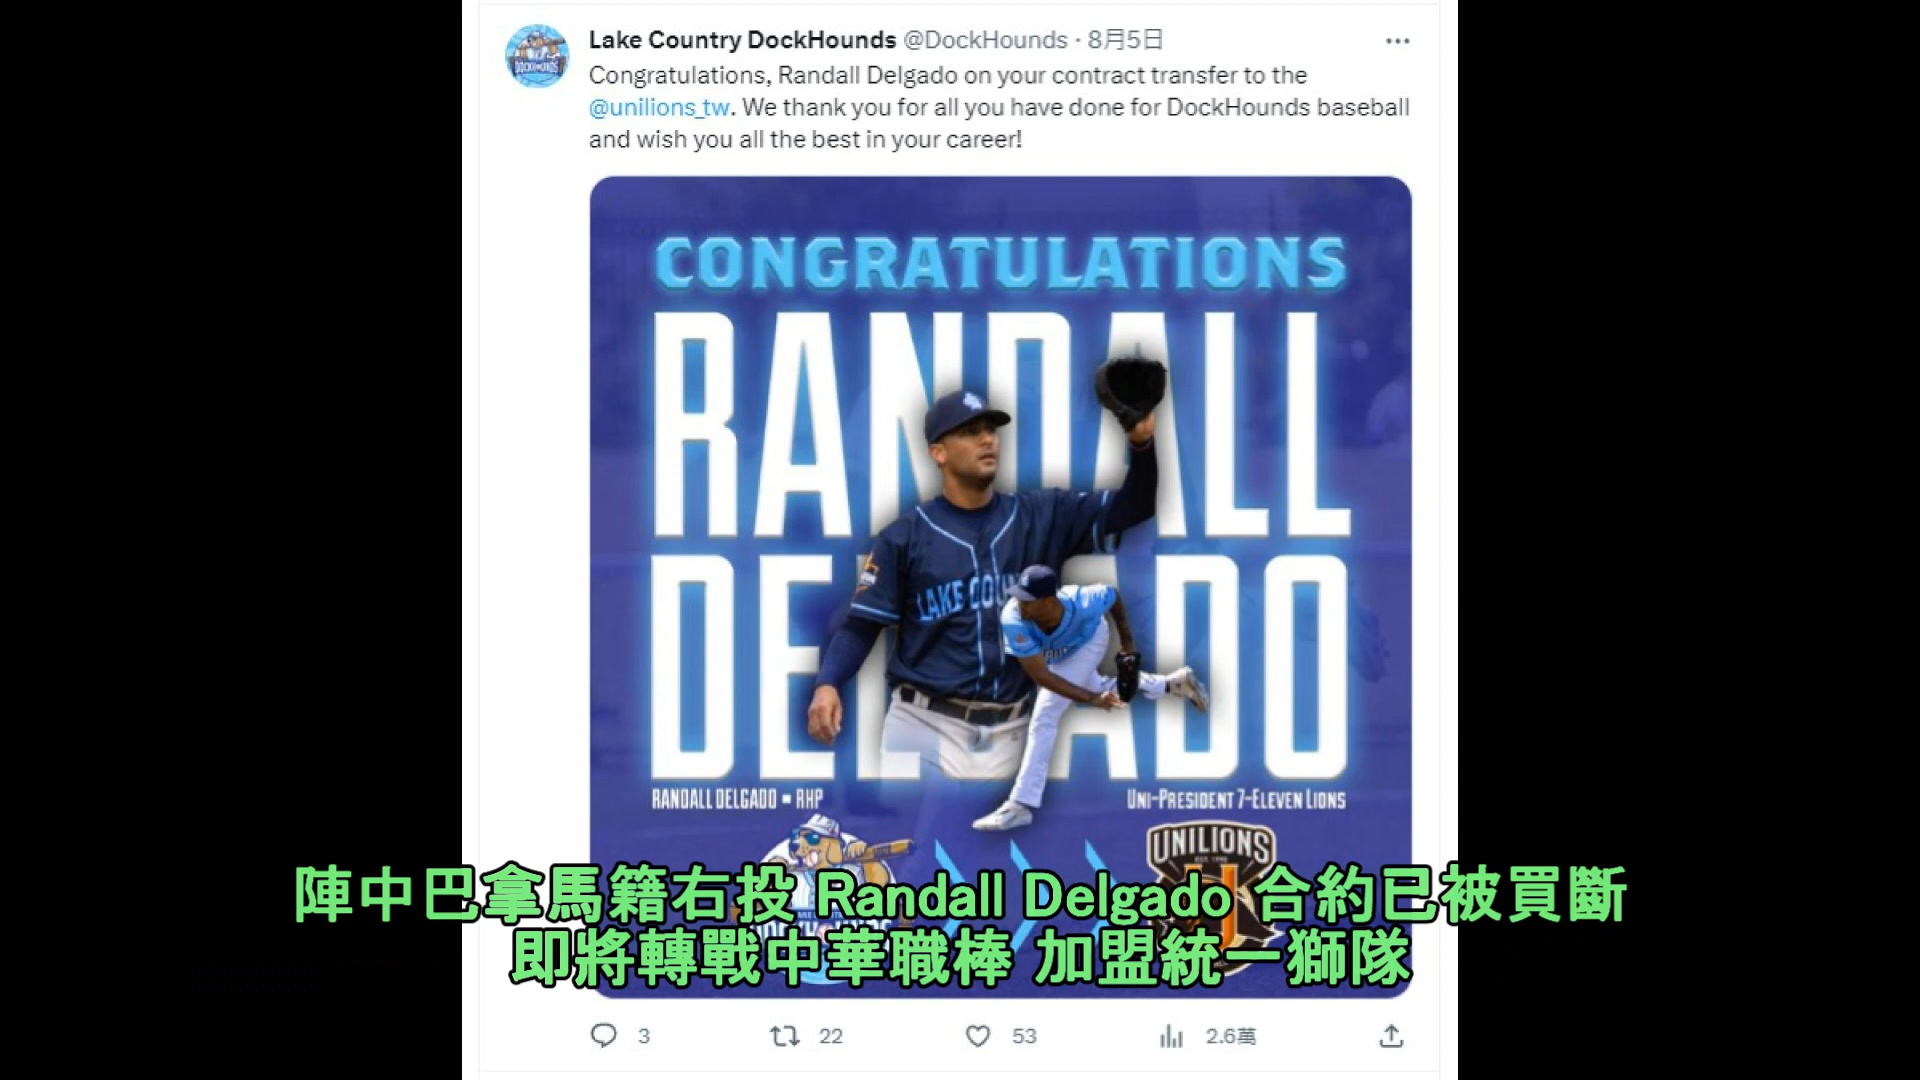 Lake Country DockHounds @DockHounds · 8月5日
Congratulations, Randall Delgado on your contract transfer to the
@unilions_tw. We thank you for all you have done for DockHounds baseball
and wish you all the best in your career!
CONGRATULATIONS
RANDALL
DELGADO
RANDALL DELGADO ▪ RHP
UNI-PRESIDENT 7-ELEVEN LIONS
UNILIONS
陣中巴拿馬籍右投 Randall Delgado 合約已被買斷
即將轉戰中華職棒 加盟統一獅隊
3 22 53 2.6萬